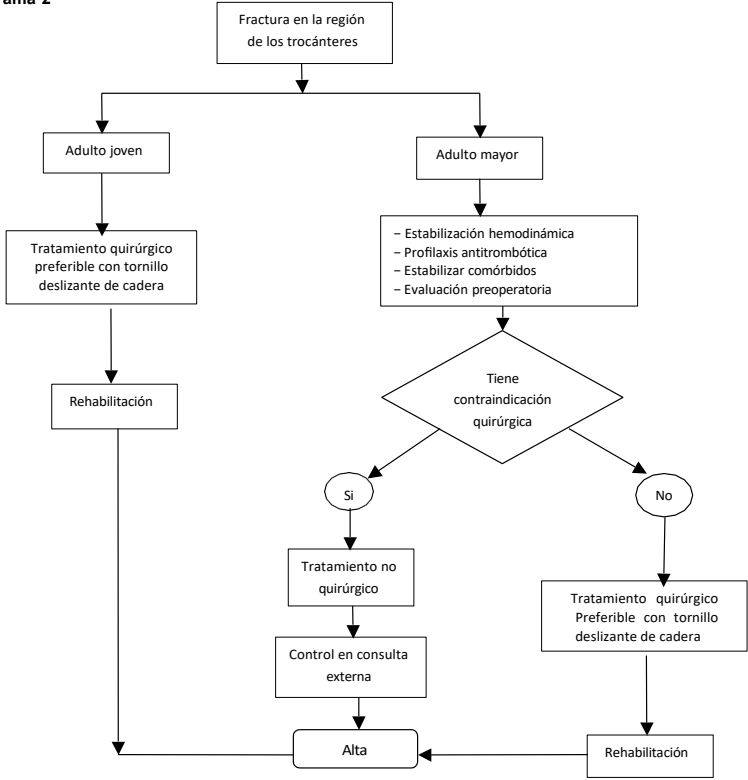 ama 2
Fractura en la región
de los trocánteres
Adulto joven
Adulto mayor
Tratamiento quirúrgico
preferible con tornillo
deslizante de cadera
– Estabilización hemodinámica
– Profilaxis antitrombótica
– Estabilizar comórbidos
– Evaluación preoperatoria
Rehabilitación
Tiene
contraindicación
quirúrgica
Si
No
Tratamiento no
quirúrgico
Tratamiento quirúrgico
Preferible con tornillo
deslizante de cadera
Control en consulta
externa
Alta
Rehabilitación